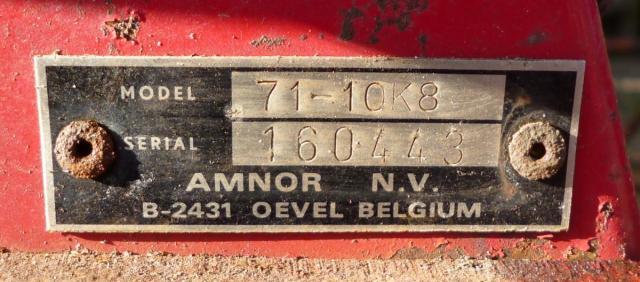 MODEL 71-10K8
SERIAL 160443
AMNOR N.V.
B-2431 OEVEL BELGIUM